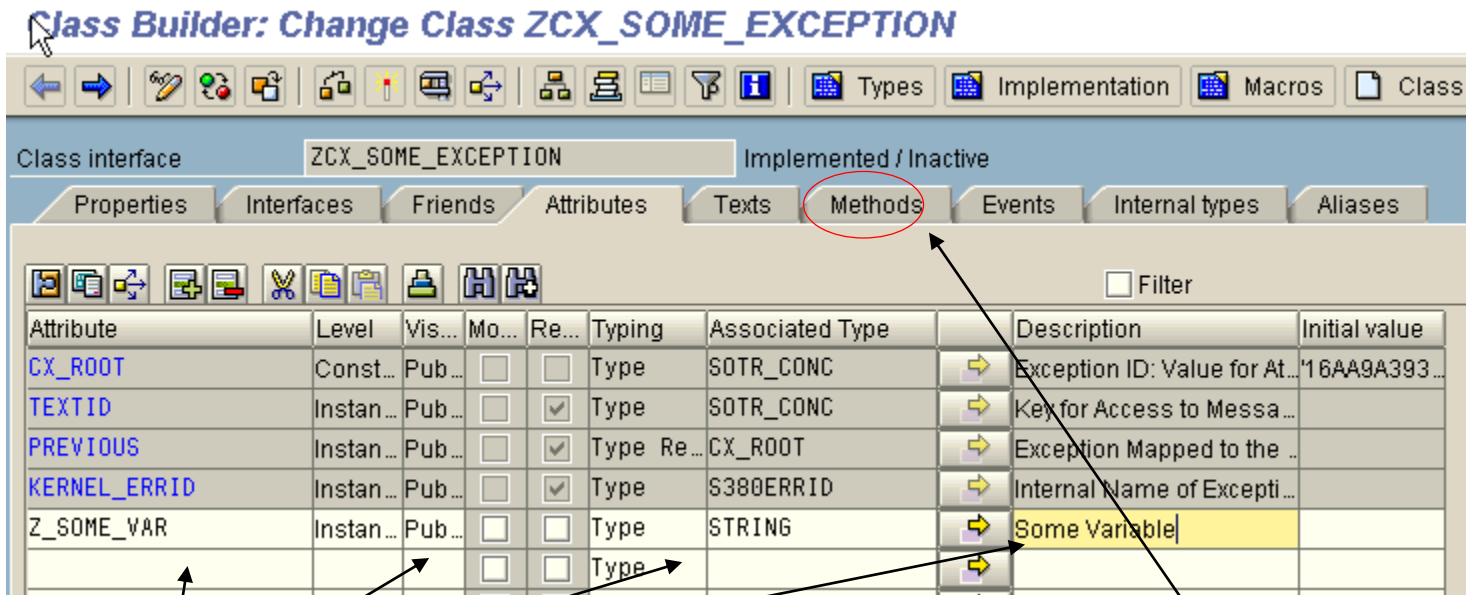 Class Builder: Change Class ZCX_SOME_EXCEPTION
Types Implementation Macros Class
Class interface ZCX_SOME_EXCEPTION Implemented / Inactive
Properties Interfaces Friends Attributes Texts Methods Events Internal types Aliases
Filter
Attribute Level Vis... Mo... Re... Typing Associated Type Description Initial value
CX_ROOT Const... Pub... Type SOTR_CONC Exception ID: Value for At... '16AA9A393...
TEXTID Instan... Pub... Type SOTR_CONC Key for Access to Messa...
PREVIOUS Instan... Pub... Type Re... CX_ROOT Exception Mapped to the ...
KERNEL_ERRID Instan... Pub... Type S380ERRID Internal Name of Excepti...
Z_SOME_VAR Instan... Pub... Type STRING Some Variable
Type